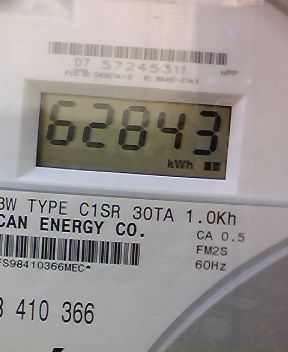 07 57245311
62843
kWh
3W TYPE C1SR 30TA 1.0Kh
CAN ENERGY CO.
CA 0.5
FM2S
60Hz
FS98410366MEC*
410 366